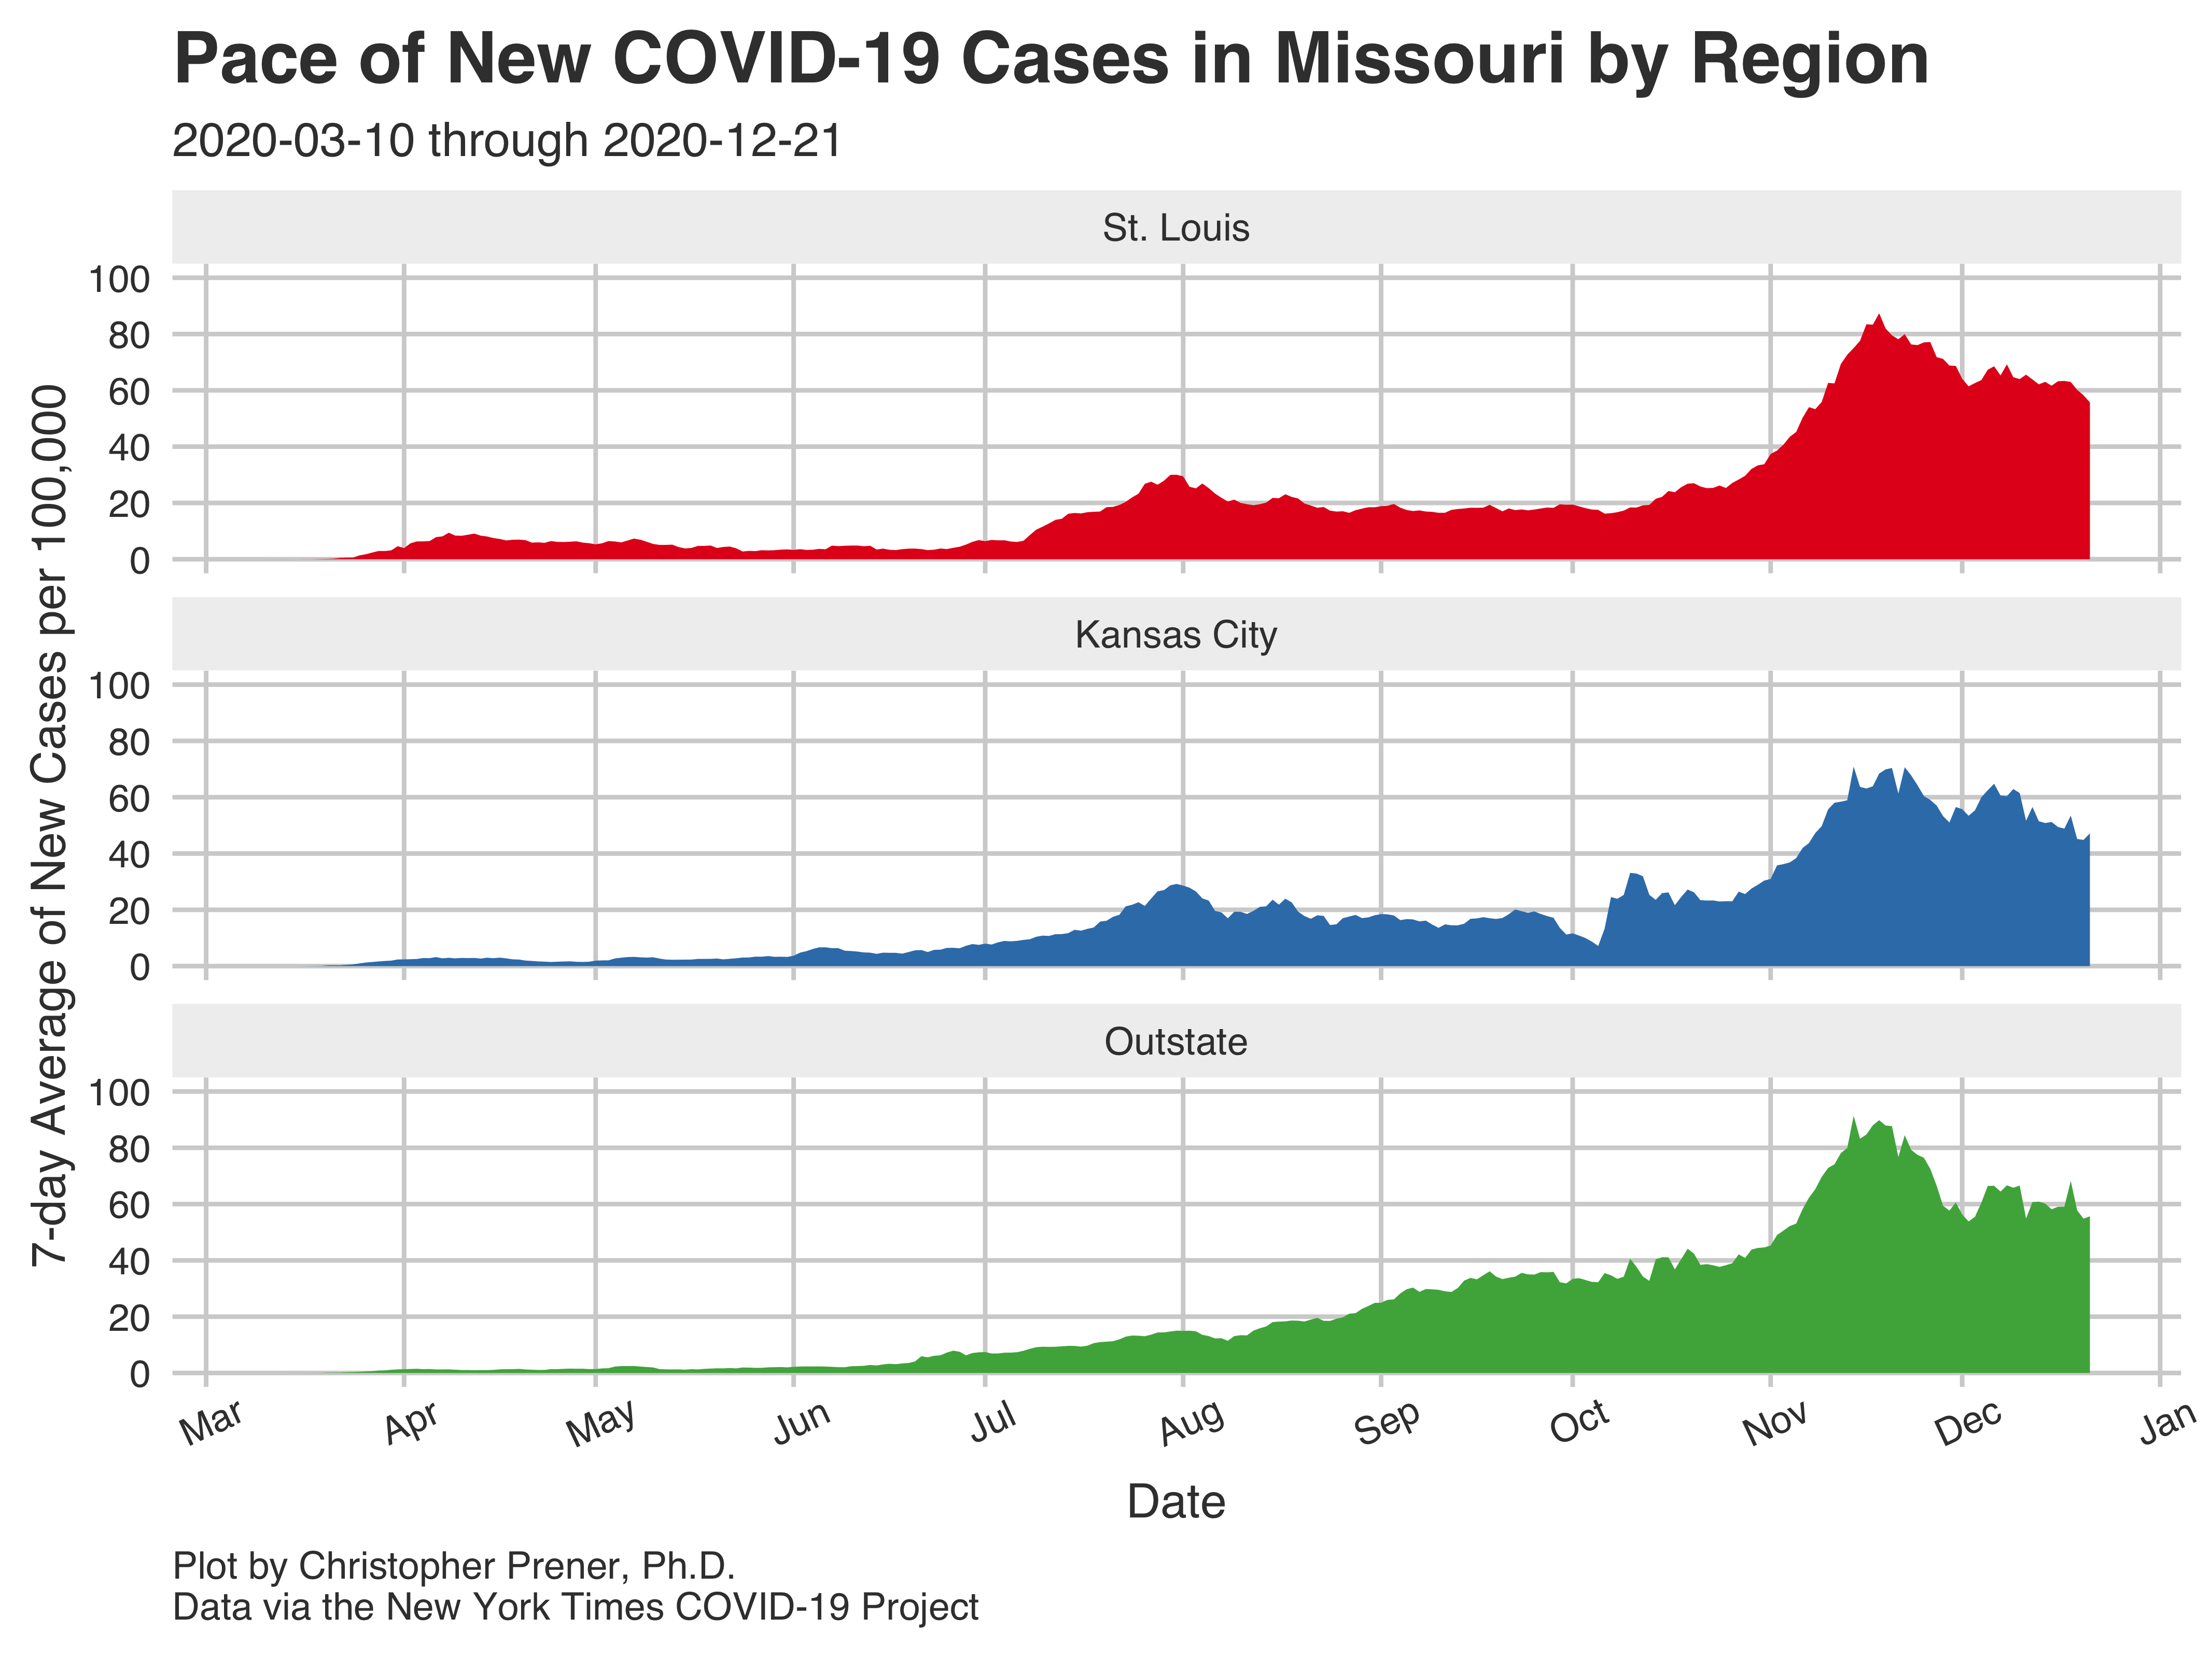 Pace of New COVID-19 Cases in Missouri by Region
2020-03-10 through 2020-12-21
7-day Average of New Cases per 100,000
St. Louis
100
80
60
40
20
0
Kansas City
100
80
60
40
20
0
Outstate
100
80
60
40
20
0
Mar Apr May Jun Jul Aug Sep Oct Nov Dec Jan
Date
Plot by Christopher Prener, Ph.D.
Data via the New York Times COVID-19 Project